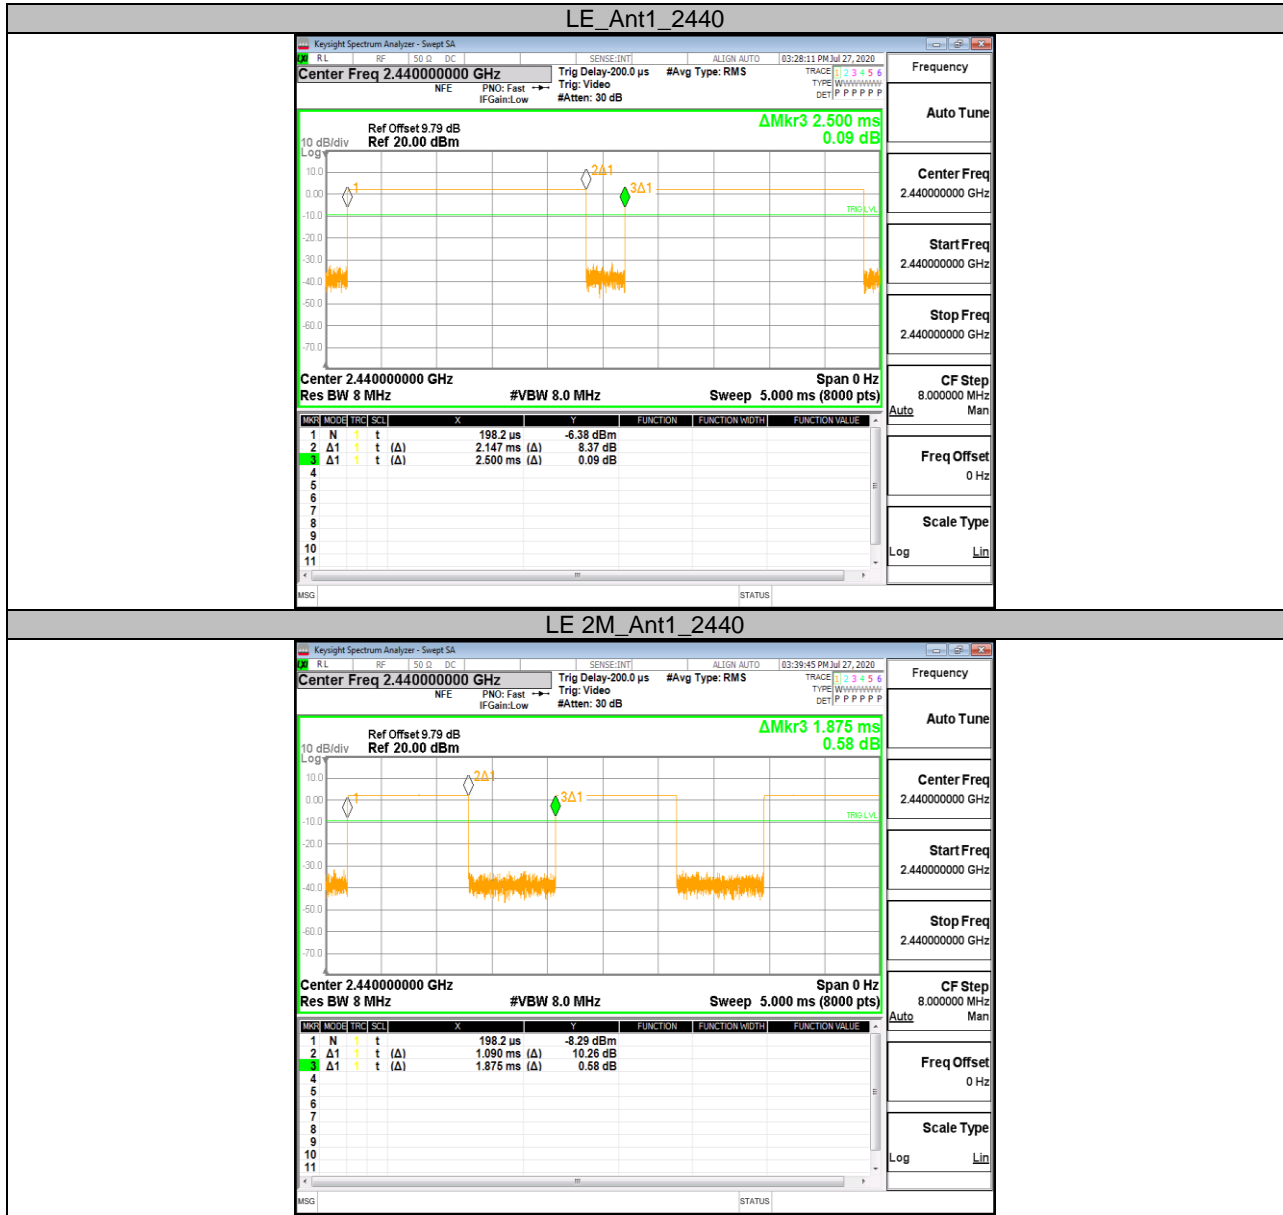 LE_Ant1_2440
Keysight Spectrum Analyzer - Swept SA
LXI RL RF 50 Ω DC SENSE:INT ALIGN AUTO 03:28:11 PM Jul 27, 2020
Center Freq 2.440000000 GHz Trig Delay-200.0 µs #Avg Type: RMS TRACE 1 2 3 4 5 6
NFE PNO: Fast Trig: Video TYPE WWWWWW
IFGain:Low #Atten: 30 dB DET P P P P P P
Frequency
Auto Tune
ΔMkr3 2.500 ms
0.09 dB
Ref Offset 9.79 dB
10 dB/div Ref 20.00 dBm
Log
10.0
0.00
-10.0
-20.0
-30.0
-40.0
-50.0
-60.0
-70.0
1
2Δ1
3Δ1
TRIG LVL
Center 2.440000000 GHz Span 0 Hz
Res BW 8 MHz #VBW 8.0 MHz Sweep 5.000 ms (8000 pts)
MKR MODE TRC SCL X Y FUNCTION FUNCTION WIDTH FUNCTION VALUE
1 N 1 t 198.2 µs -6.38 dBm
2 Δ1 1 t (Δ) 2.147 ms (Δ) 8.37 dB
3 Δ1 1 t (Δ) 2.500 ms (Δ) 0.09 dB
4
5
6
7
8
9
10
11
Center Freq
2.440000000 GHz
Start Freq
2.440000000 GHz
Stop Freq
2.440000000 GHz
CF Step
8.000000 MHz
Auto Man
Freq Offset
0 Hz
Scale Type
Log Lin
MSG STATUS
LE 2M_Ant1_2440
Keysight Spectrum Analyzer - Swept SA
LXI RL RF 50 Ω DC SENSE:INT ALIGN AUTO 03:39:45 PM Jul 27, 2020
Center Freq 2.440000000 GHz Trig Delay-200.0 µs #Avg Type: RMS TRACE 1 2 3 4 5 6
NFE PNO: Fast Trig: Video TYPE WWWWWW
IFGain:Low #Atten: 30 dB DET P P P P P P
Frequency
Auto Tune
ΔMkr3 1.875 ms
0.58 dB
Ref Offset 9.79 dB
10 dB/div Ref 20.00 dBm
Log
10.0
0.00
-10.0
-20.0
-30.0
-40.0
-50.0
-60.0
-70.0
1
2Δ1
3Δ1
TRIG LVL
Center 2.440000000 GHz Span 0 Hz
Res BW 8 MHz #VBW 8.0 MHz Sweep 5.000 ms (8000 pts)
MKR MODE TRC SCL X Y FUNCTION FUNCTION WIDTH FUNCTION VALUE
1 N 1 t 198.2 µs -8.29 dBm
2 Δ1 1 t (Δ) 1.090 ms (Δ) 10.26 dB
3 Δ1 1 t (Δ) 1.875 ms (Δ) 0.58 dB
4
5
6
7
8
9
10
11
Center Freq
2.440000000 GHz
Start Freq
2.440000000 GHz
Stop Freq
2.440000000 GHz
CF Step
8.000000 MHz
Auto Man
Freq Offset
0 Hz
Scale Type
Log Lin
MSG STATUS